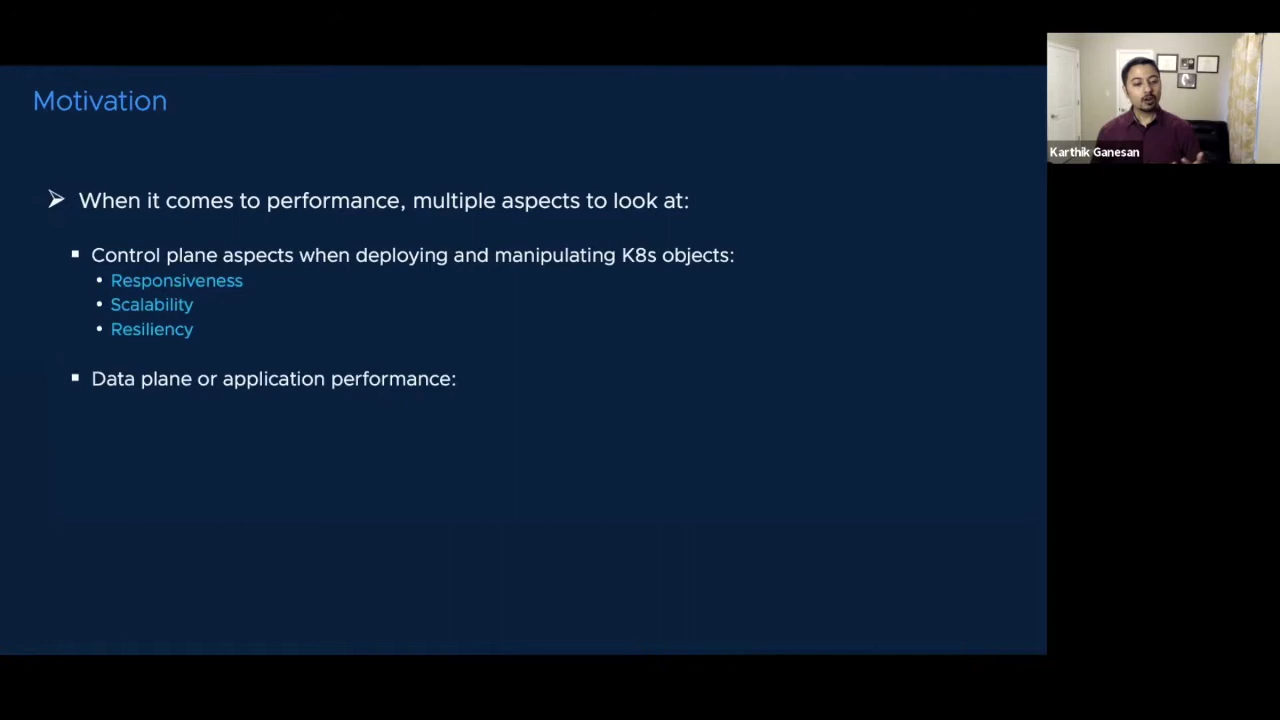 Motivation
➢ When it comes to performance, multiple aspects to look at:
▪ Control plane aspects when deploying and manipulating K8s objects:
• Responsiveness
• Scalability
• Resiliency
▪ Data plane or application performance:
Karthik Ganesan